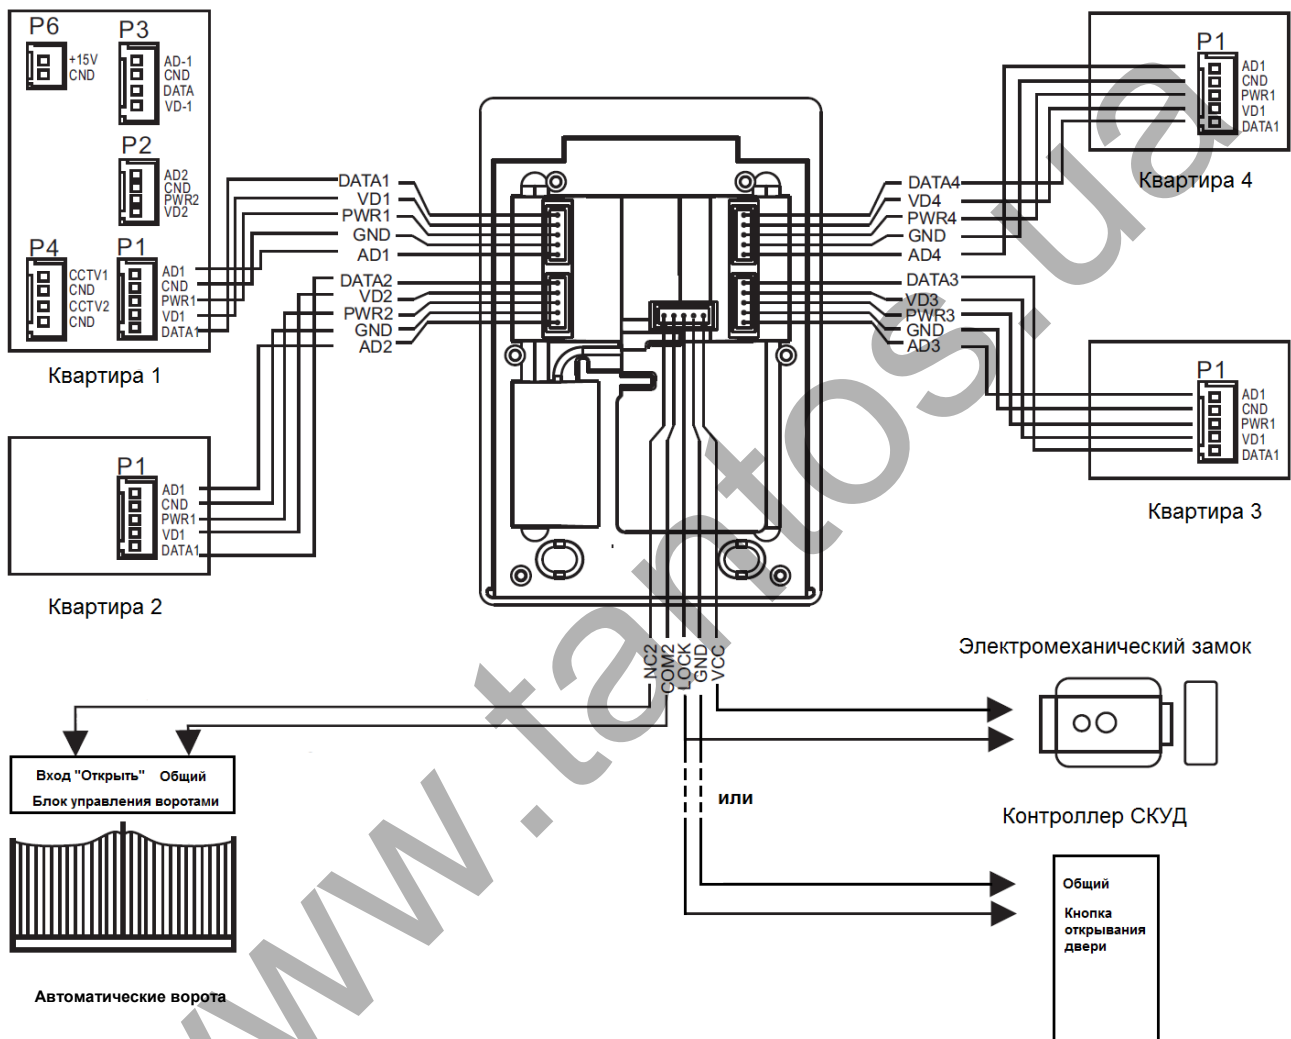 P6
+15V
CND
P3
AD-1
CND
DATA
VD-1
P2
AD2
CND
PWR2
VD2
P4
CCTV1
CND
CCTV2
CND
P1
AD1
CND
PWR1
VD1
DATA1
Квартира 1
P1
AD1
CND
PWR1
VD1
DATA1
Квартира 2
DATA1
VD1
PWR1
GND
AD1
DATA2
VD2
PWR2
GND
AD2
DATA4
VD4
PWR4
GND
AD4
DATA3
VD3
PWR3
GND
AD3
P1
AD1
CND
PWR1
VD1
DATA1
Квартира 4
P1
AD1
CND
PWR1
VD1
DATA1
Квартира 3
NC2
COM2
LOCK
GND
VCC
Электромеханический замок
Вход "Открыть" Общий
Блок управления воротами
Автоматические ворота
или
Контроллер СКУД
Общий
Кнопка
открывания
двери
www.tantos.ua